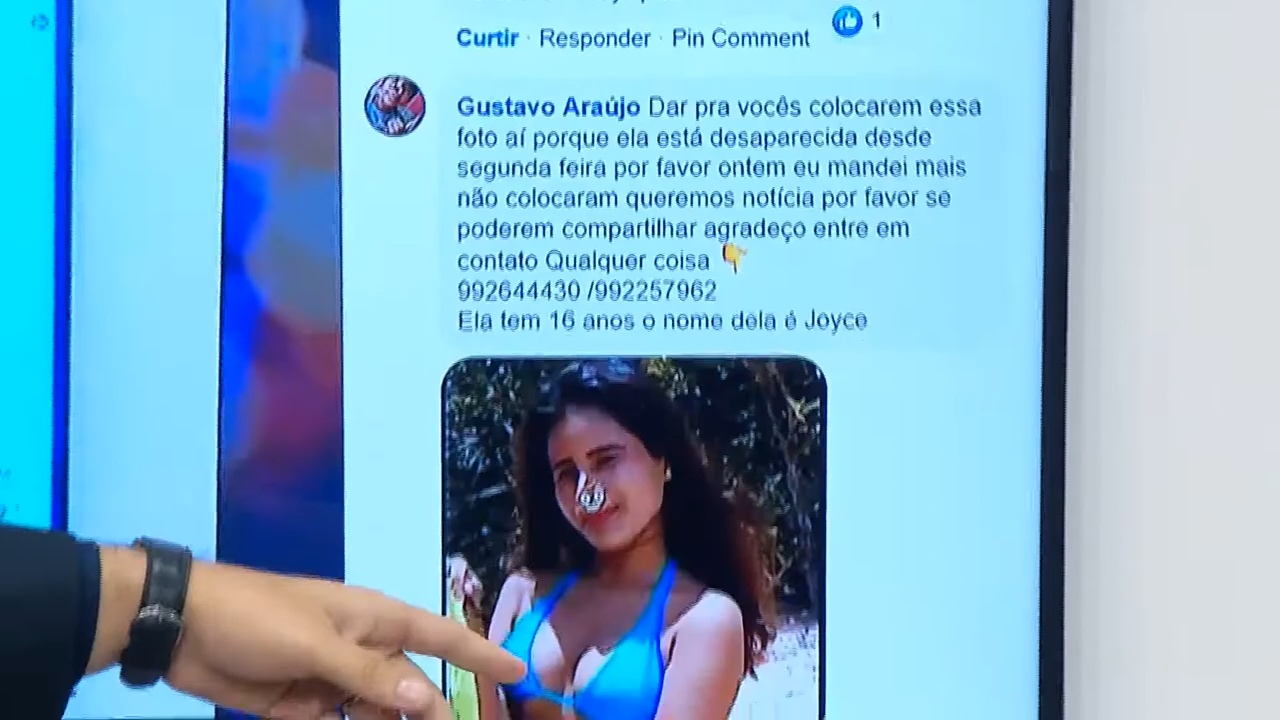 1
Curtir · Responder · Pin Comment
Gustavo Araújo Dar pra vocês colocarem essa
foto aí porque ela está desaparecida desde
segunda feira por favor ontem eu mandei mais
não colocaram queremos notícia por favor se
poderem compartilhar agradeço entre em
contato Qualquer coisa 👇
992644430 /992257962
Ela tem 16 anos o nome dela é Joyce